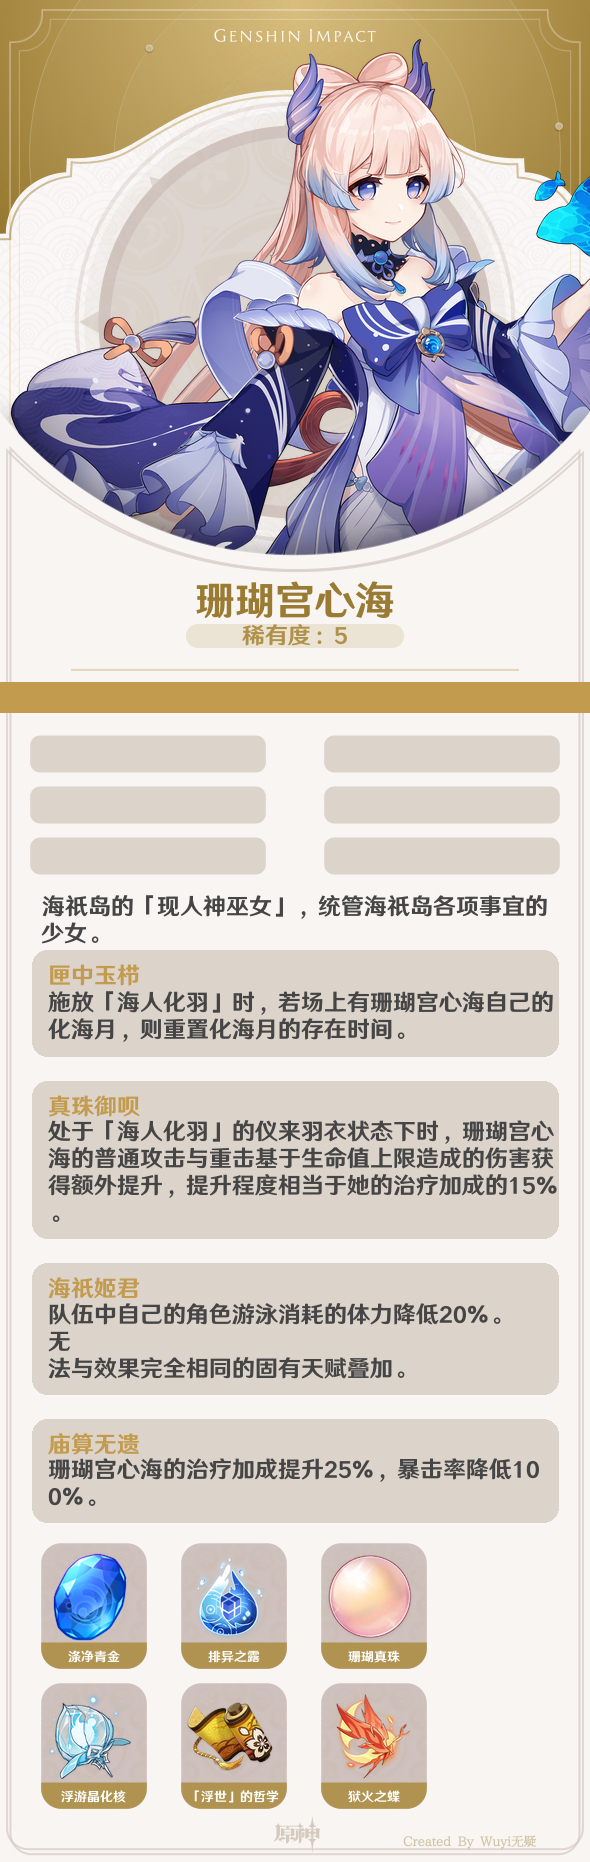 GENSHIN IMPACT
珊瑚宫心海
稀有度：5
海祇岛的「现人神巫女」，统管海祇岛各项事宜的
少女。
匣中玉栉
施放「海人化羽」时，若场上有珊瑚宫心海自己的
化海月，则重置化海月的存在时间。
真珠御呗
处于「海人化羽」的仪来羽衣状态下时，珊瑚宫心
海的普通攻击与重击基于生命值上限造成的伤害获
得额外提升，提升程度相当于她的治疗加成的15%
。
海祇姬君
队伍中自己的角色游泳消耗的体力降低20%。
无
法与效果完全相同的固有天赋叠加。
庙算无遗
珊瑚宫心海的治疗加成提升25%，暴击率降低10
0%。
涤净青金
排异之露
珊瑚真珠
浮游晶化核
「浮世」的哲学
狱火之蝶
原神
Created By Wuyi无疑